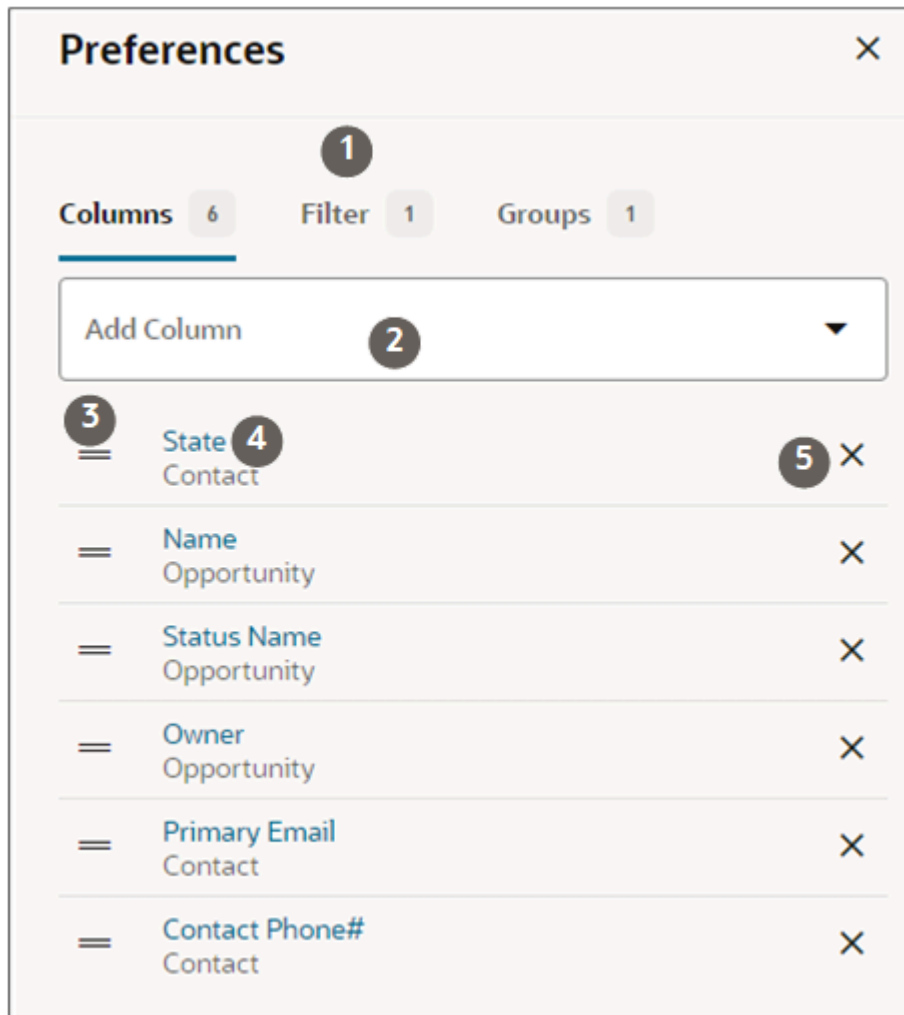 Preferences
1
Columns 6 Filter 1 Groups 1
Add Column 2
3
State 4
Contact
5
Name
Opportunity
Status Name
Opportunity
Owner
Opportunity
Primary Email
Contact
Contact Phone#
Contact